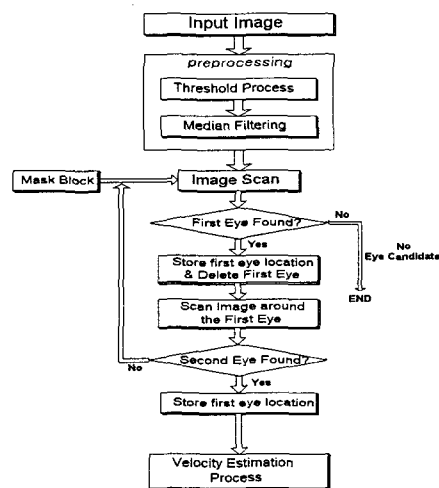 Input Image
preprocessing
Threshold Process
Median Filtering
Mask Block
Image Scan
First Eye Found?
No
Yes
No
Eye Candidate
Store first eye location
& Delete First Eye
END
Scan Image around
the First Eye
Second Eye Found?
No
Yes
Store first eye location
Velocity Estimation
Process